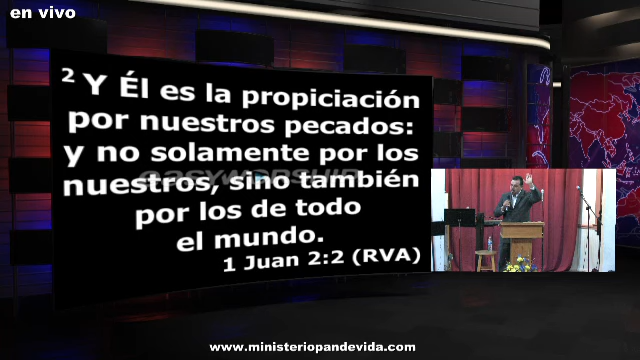 en vivo
2 Y Él es la propiciación
por nuestros pecados:
y no solamente por los
nuestros, sino también
por los de todo
el mundo.
1 Juan 2:2 (RVA)
easyworship
www.ministeriopandevida.com